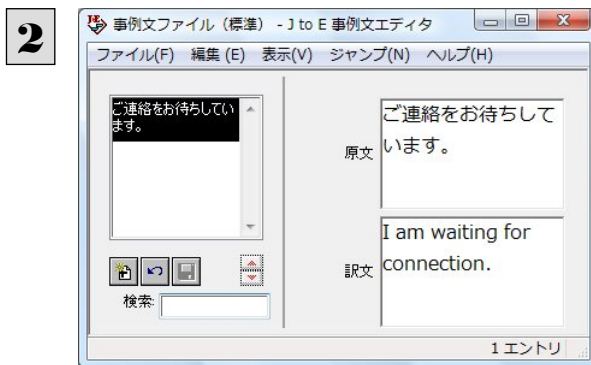 2
事例文ファイル（標準） - J to E 事例文エディタ
ファイル(F) 編集 (E) 表示(V) ジャンプ(N) ヘルプ(H)
ご連絡をお待ちしてい
ます。
検索:
原文
ご連絡をお待ちして
います。
訳文
I am waiting for
connection.
1 エントリ